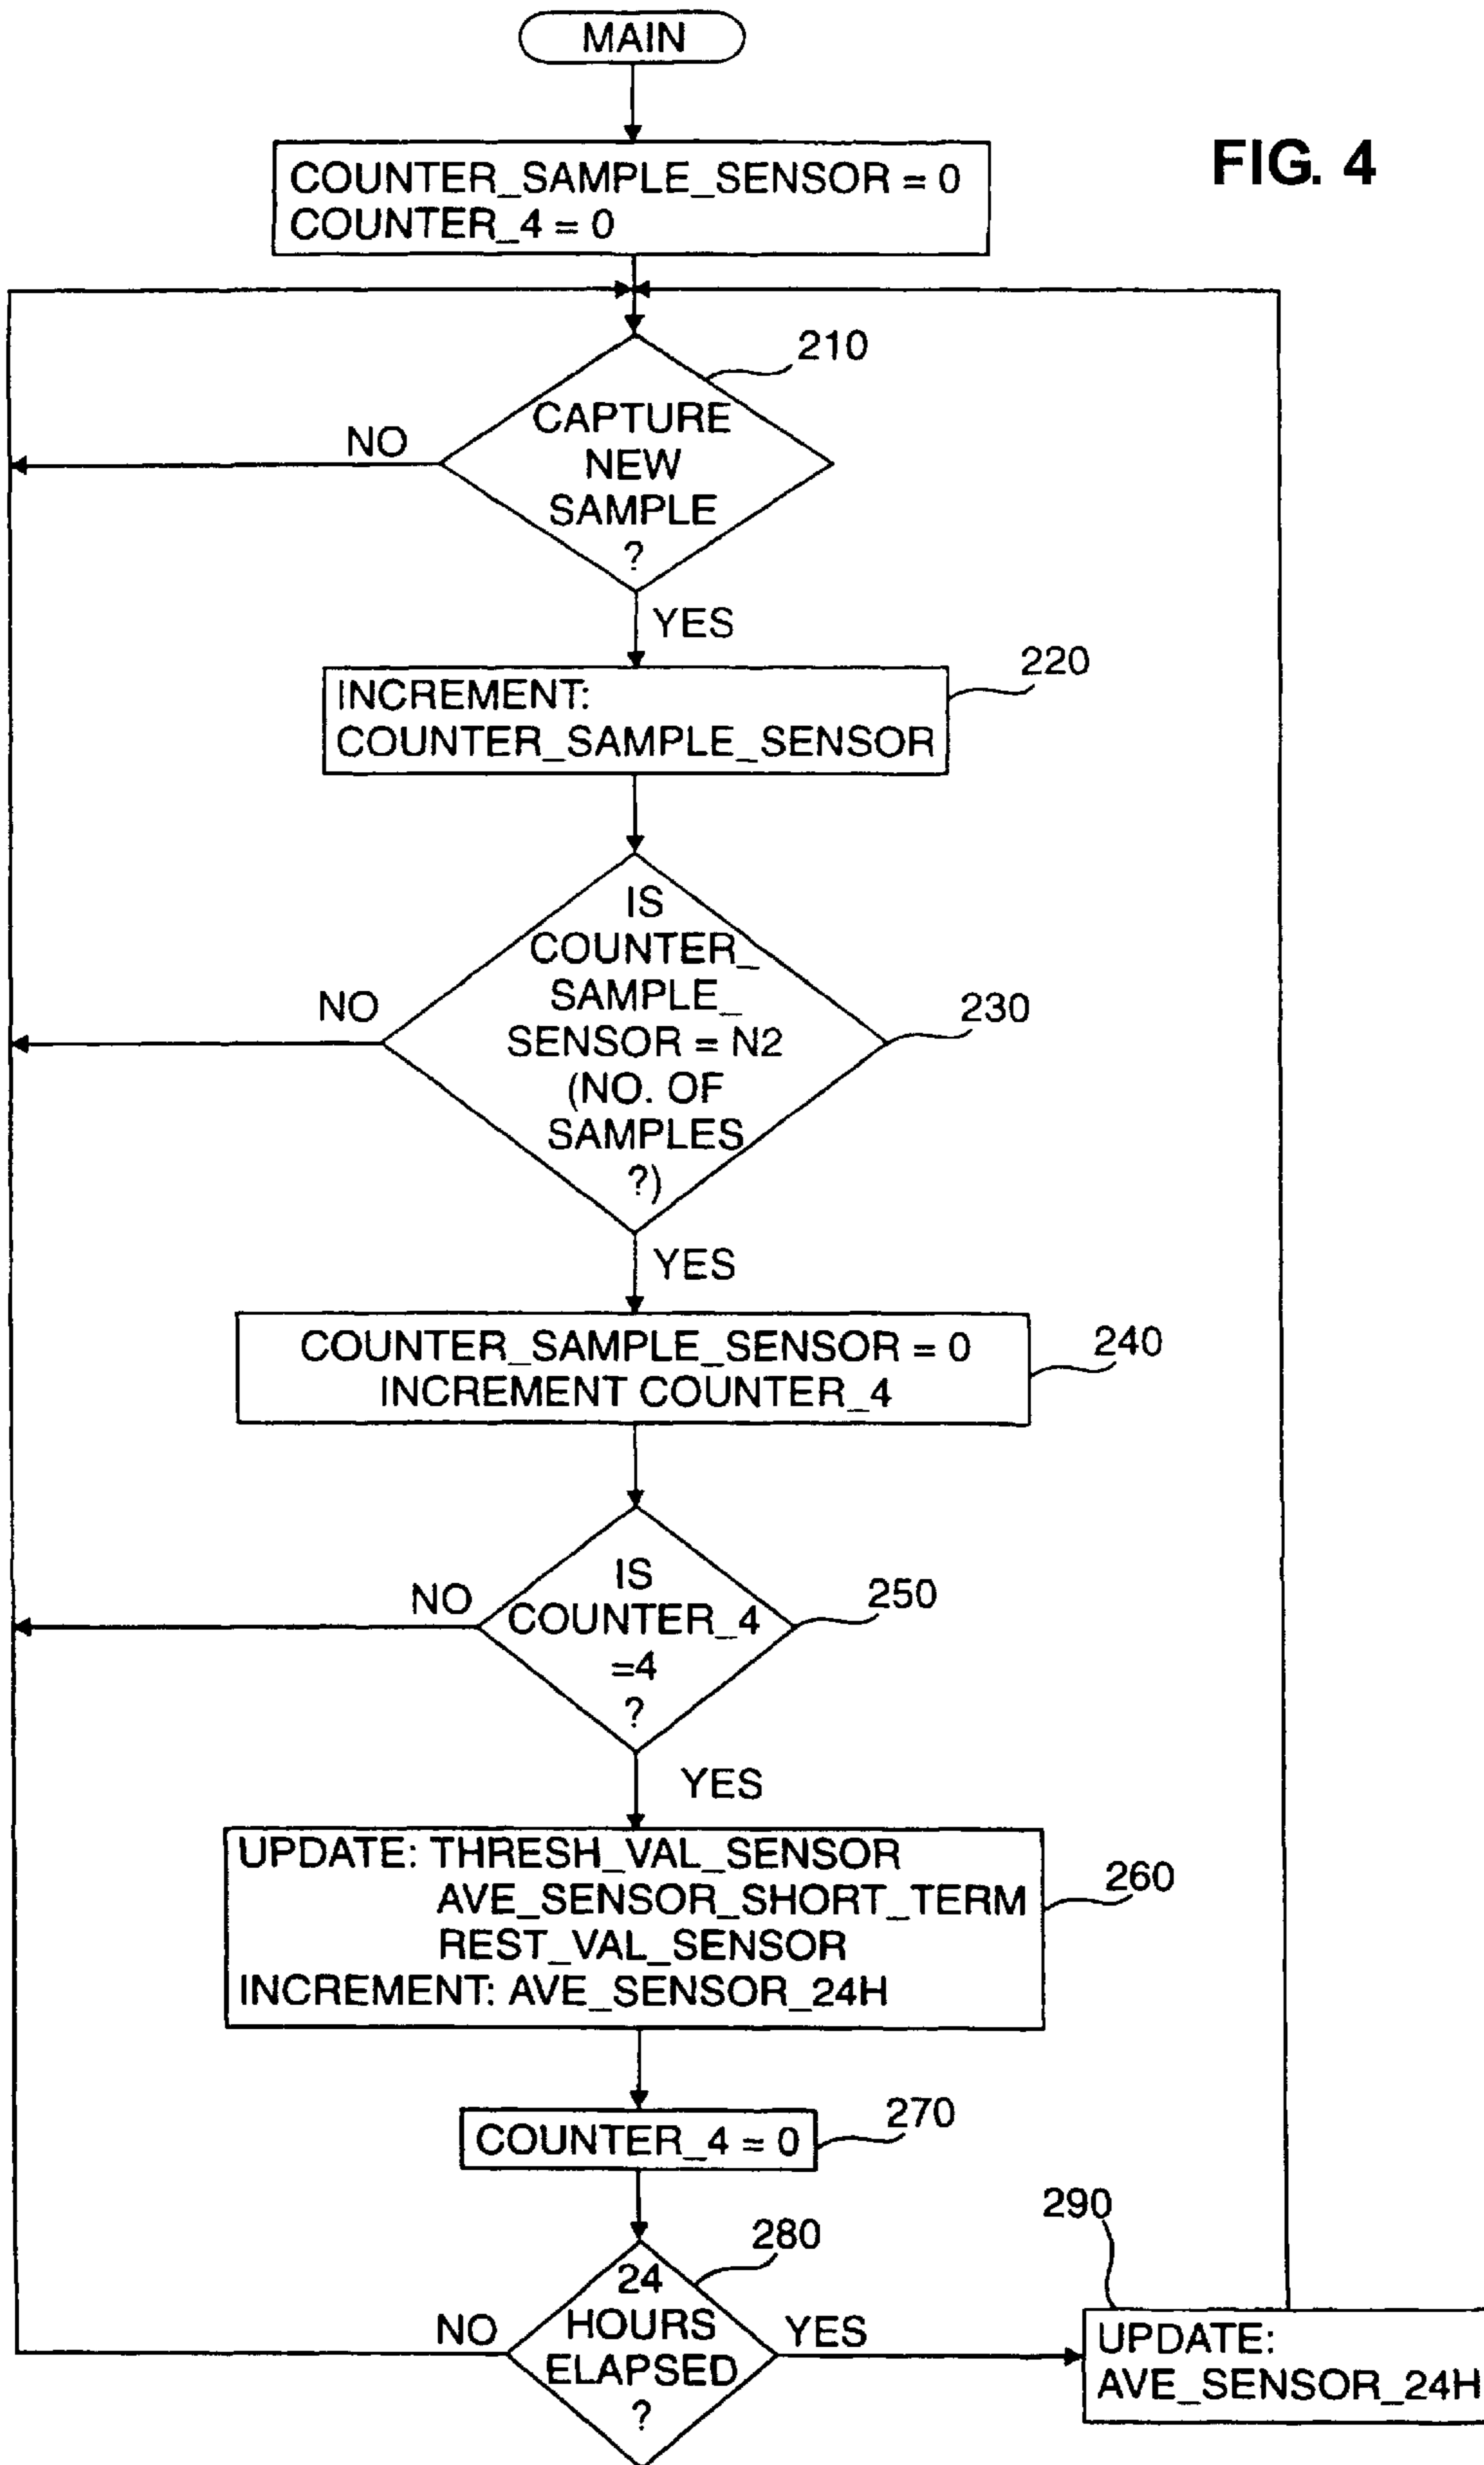 MAIN
FIG. 4
COUNTER_SAMPLE_SENSOR = 0
COUNTER_4 = 0
210
CAPTURE
NEW
SAMPLE
?
NO
YES
220
INCREMENT:
COUNTER_SAMPLE_SENSOR
IS
COUNTER_
SAMPLE_
SENSOR = N2
(NO. OF
SAMPLES
?)
NO
230
YES
COUNTER_SAMPLE_SENSOR = 0
INCREMENT COUNTER_4
240
IS
COUNTER_4
=4
?
NO
250
YES
UPDATE: THRESH_VAL_SENSOR
AVE_SENSOR_SHORT_TERM
REST_VAL_SENSOR
INCREMENT: AVE_SENSOR_24H
260
COUNTER_4 = 0
270
280
24
HOURS
ELAPSED
?
NO
YES
290
UPDATE:
AVE_SENSOR_24H